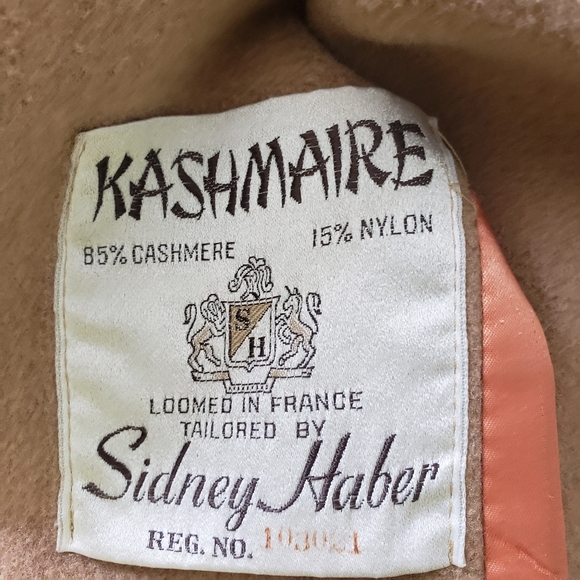 KASHMAIRE
85% CASHMERE 15% NYLON
S
H
LOOMED IN FRANCE
TAILORED BY
Sidney Haber
REG. NO.